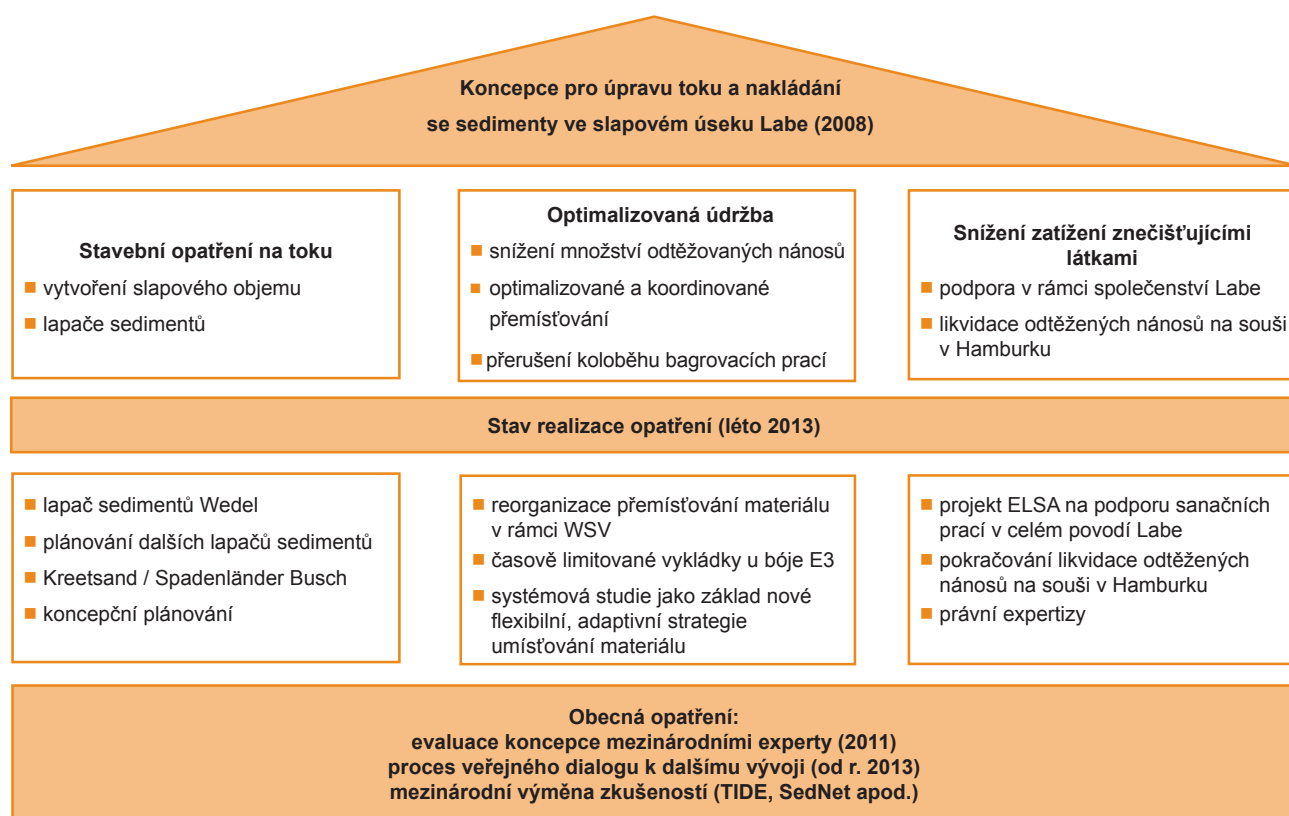 Koncepce pro úpravu toku a nakládání
se sedimenty ve slapovém úseku Labe (2008)
Stavební opatření na toku
vytvoření slapového objemu
lapače sedimentů
Optimalizovaná údržba
snížení množství odtěžovaných nánosů
optimalizované a koordinované
přemísťování
přerušení koloběhu bagrovacích prací
Snížení zatížení znečišťujícími
látkami
podpora v rámci společenství Labe
likvidace odtěžených nánosů na souši
v Hamburku
Stav realizace opatření (léto 2013)
lapač sedimentů Wedel
plánování dalších lapačů sedimentů
Kreetsand / Spadenländer Busch
koncepční plánování
reorganizace přemísťování materiálu
v rámci WSV
časově limitované vykládky u bóje E3
systémová studie jako základ nové
flexibilní, adaptivní strategie
umísťování materiálu
projekt ELSA na podporu sanačních
prací v celém povodí Labe
pokračování likvidace odtěžených
nánosů na souši v Hamburku
právní expertizy
Obecná opatření:
evaluace koncepce mezinárodními experty (2011)
proces veřejného dialogu k dalšímu vývoji (od r. 2013)
mezinárodní výměna zkušeností (TIDE, SedNet apod.)